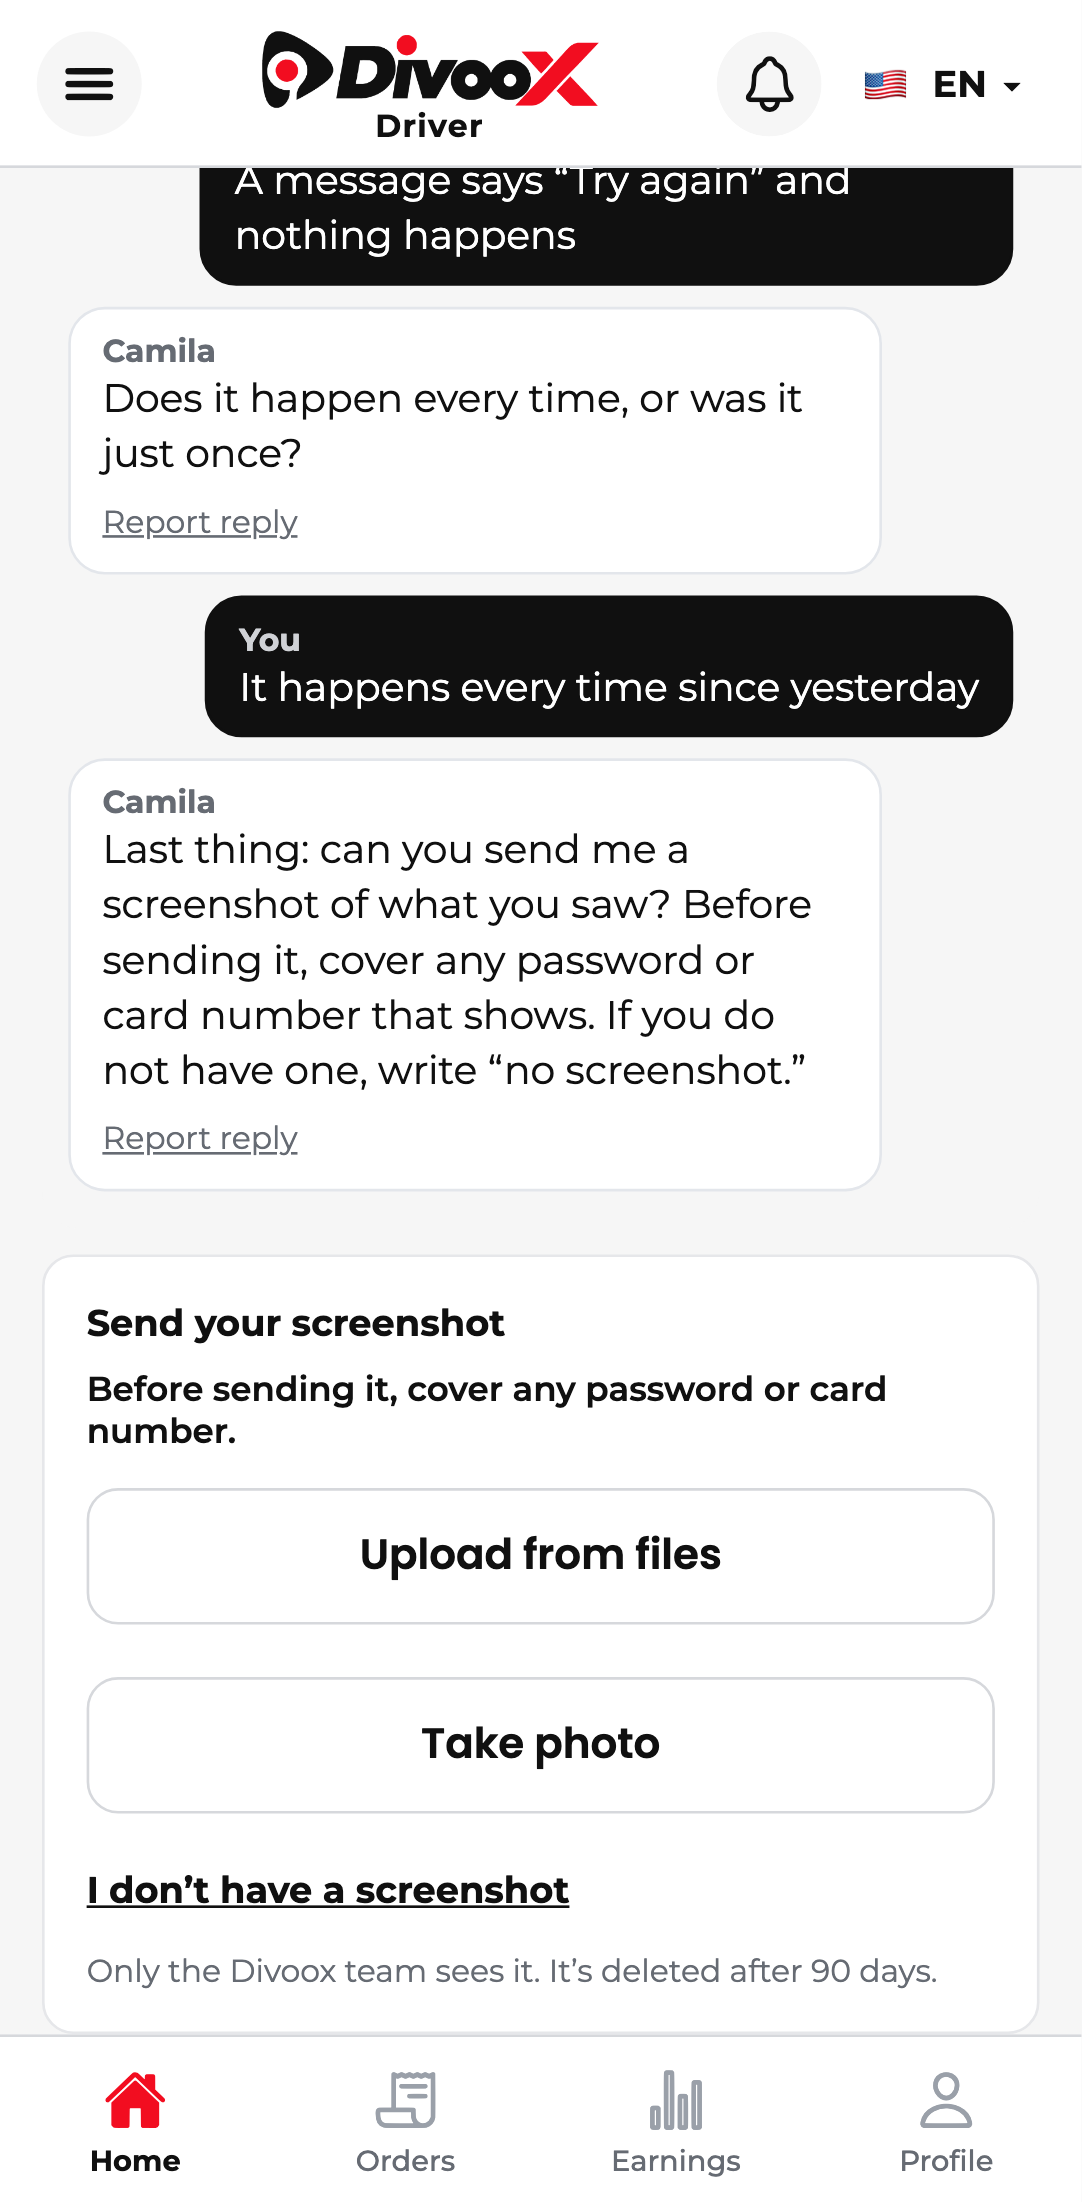 DivooX
Driver
EN
A message says “Try again” and
nothing happens
Camila
Does it happen every time, or was it
just once?
Report reply
You
It happens every time since yesterday
Camila
Last thing: can you send me a
screenshot of what you saw? Before
sending it, cover any password or
card number that shows. If you do
not have one, write “no screenshot.”
Report reply
Send your screenshot
Before sending it, cover any password or card
number.
Upload from files
Take photo
I don’t have a screenshot
Only the Divoox team sees it. It’s deleted after 90 days.
Home
Orders
Earnings
Profile